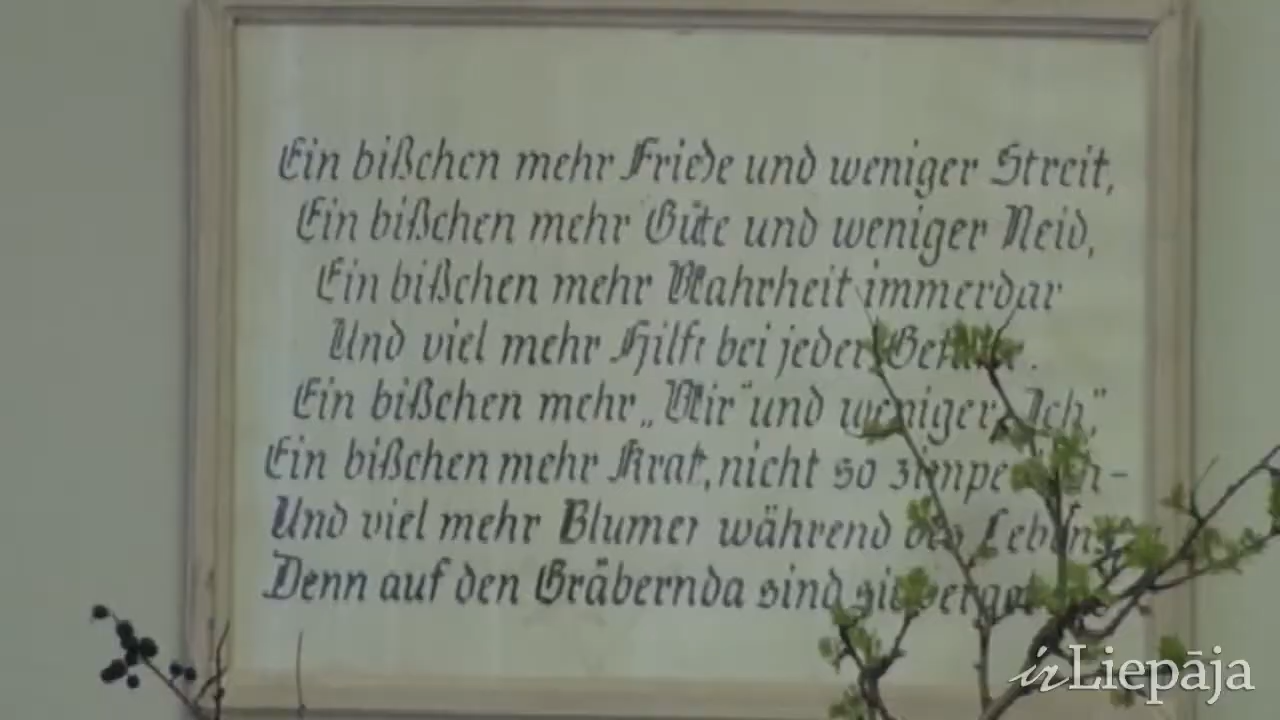 Ein bißchen mehr Friede und weniger Streit,
Ein bißchen mehr Güte und weniger Neid,
Ein bißchen mehr Wahrheit immerdar
Und viel mehr Hilfe bei jeder
Ein bißchen mehr „Wir“ und weniger „Ich“,
Ein bißchen mehr Kraft, nicht so
Und viel mehr Blumen während des Lebens,
Denn auf den Gräbern da sind sie
irLiepāja